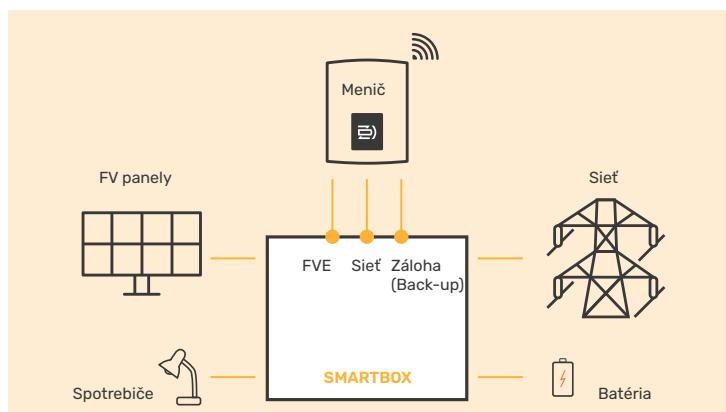 Menič
FV panely
Sieť
FVE
Sieť
Záloha
(Back-up)
SMARTBOX
Spotrebiče
Batéria